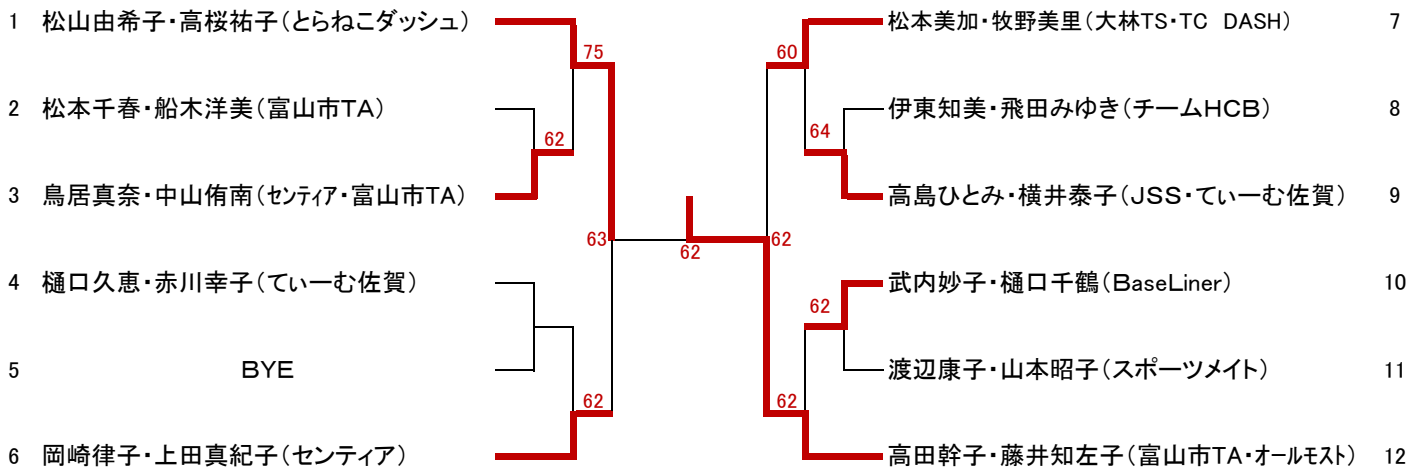 1 松山由希子・高桜祐子(とらねこダッシュ)
75
2 松本千春・船木洋美(富山市TA)
62
3 鳥居真奈・中山侑南(センティア・富山市TA)
63
4 樋口久恵・赤川幸子(てぃーむ佐賀)
5 BYE
62
6 岡崎律子・上田真紀子(センティア)
62
松本美加・牧野美里(大林TS・TC DASH) 7
60
伊東知美・飛田みゆき(チームHCB) 8
64
高島ひとみ・横井泰子(JSS・てぃーむ佐賀) 9
62
武内妙子・樋口千鶴(BaseLiner) 10
62
渡辺康子・山本昭子(スポーツメイト) 11
62
高田幹子・藤井知左子(富山市TA・オールモスト) 12